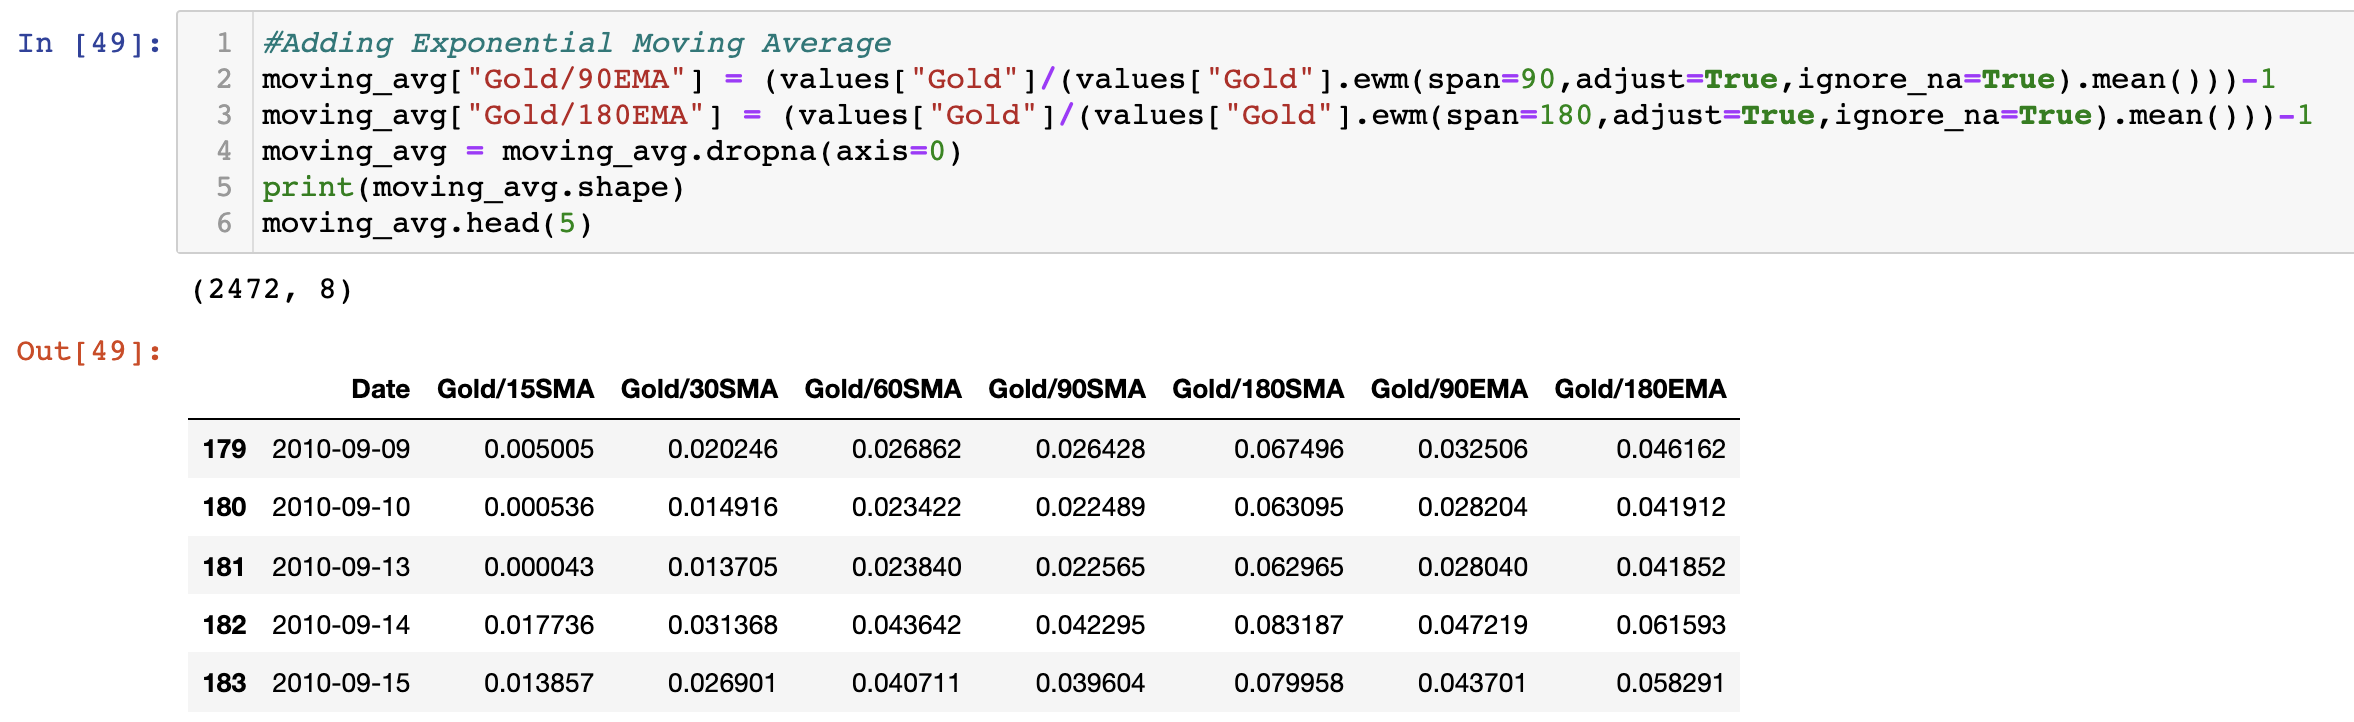 In [49]:
1 #Adding Exponential Moving Average
2 moving_avg["Gold/90EMA"] = (values["Gold"]/(values["Gold"].ewm(span=90,adjust=True,ignore_na=True).mean()))-1
3 moving_avg["Gold/180EMA"] = (values["Gold"]/(values["Gold"].ewm(span=180,adjust=True,ignore_na=True).mean()))-1
4 moving_avg = moving_avg.dropna(axis=0)
5 print(moving_avg.shape)
6 moving_avg.head(5)
(2472, 8)
Out[49]:
Date Gold/15SMA Gold/30SMA Gold/60SMA Gold/90SMA Gold/180SMA Gold/90EMA Gold/180EMA
179 2010-09-09 0.005005 0.020246 0.026862 0.026428 0.067496 0.032506 0.046162
180 2010-09-10 0.000536 0.014916 0.023422 0.022489 0.063095 0.028204 0.041912
181 2010-09-13 0.000043 0.013705 0.023840 0.022565 0.062965 0.028040 0.041852
182 2010-09-14 0.017736 0.031368 0.043642 0.042295 0.083187 0.047219 0.061593
183 2010-09-15 0.013857 0.026901 0.040711 0.039604 0.079958 0.043701 0.058291